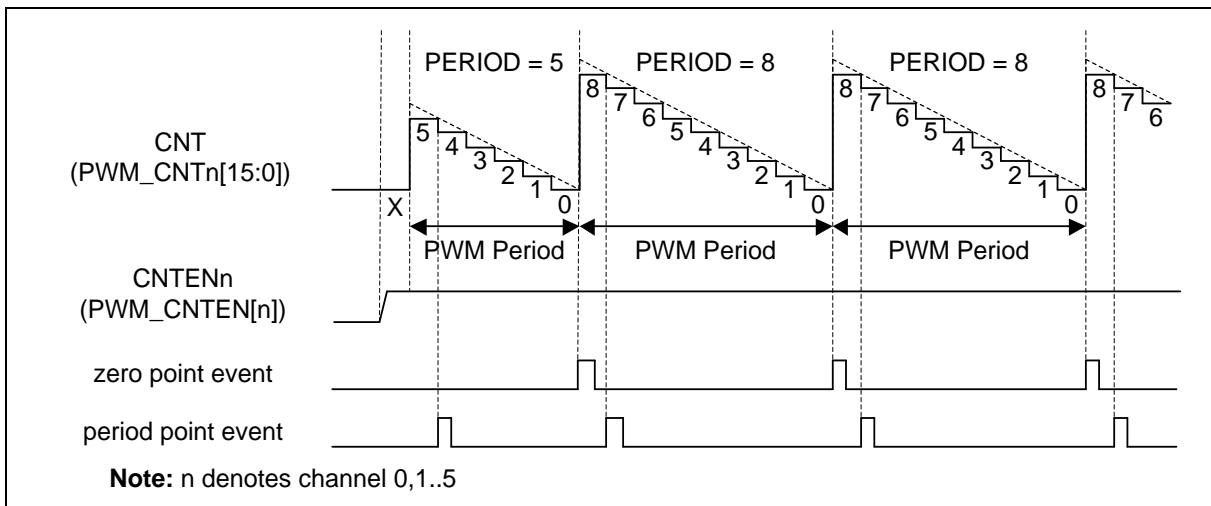 PERIOD = 5 PERIOD = 8 PERIOD = 8
8 8 8
7 7 7
6 6 6
5 5 5
4 4 4
3 3 3
2 2 2
1 1 1
X 0 0 0
CNT
(PWM_CNTn[15:0])
PWM Period PWM Period PWM Period
CNTENn
(PWM_CNTEN[n])
zero point event
period point event
Note: n denotes channel 0,1..5